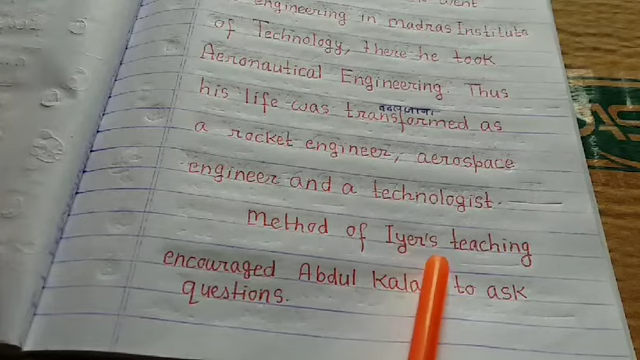 engineering in madras Institute
of Technology, there he took
Aeronautical Engineering. Thus
his life was transformed as
a rocket engineer, aerospace
engineer and a technologist.
Method of Iyer's teaching
encouraged Abdul Kala to ask
questions.